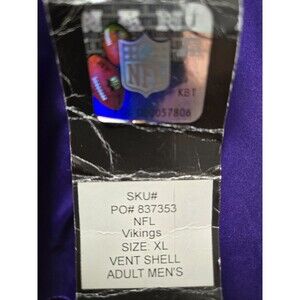 NFL
KBT
SKU#
PO# 837353
NFL
Vikings
SIZE: XL
VENT SHELL
ADULT MEN'S